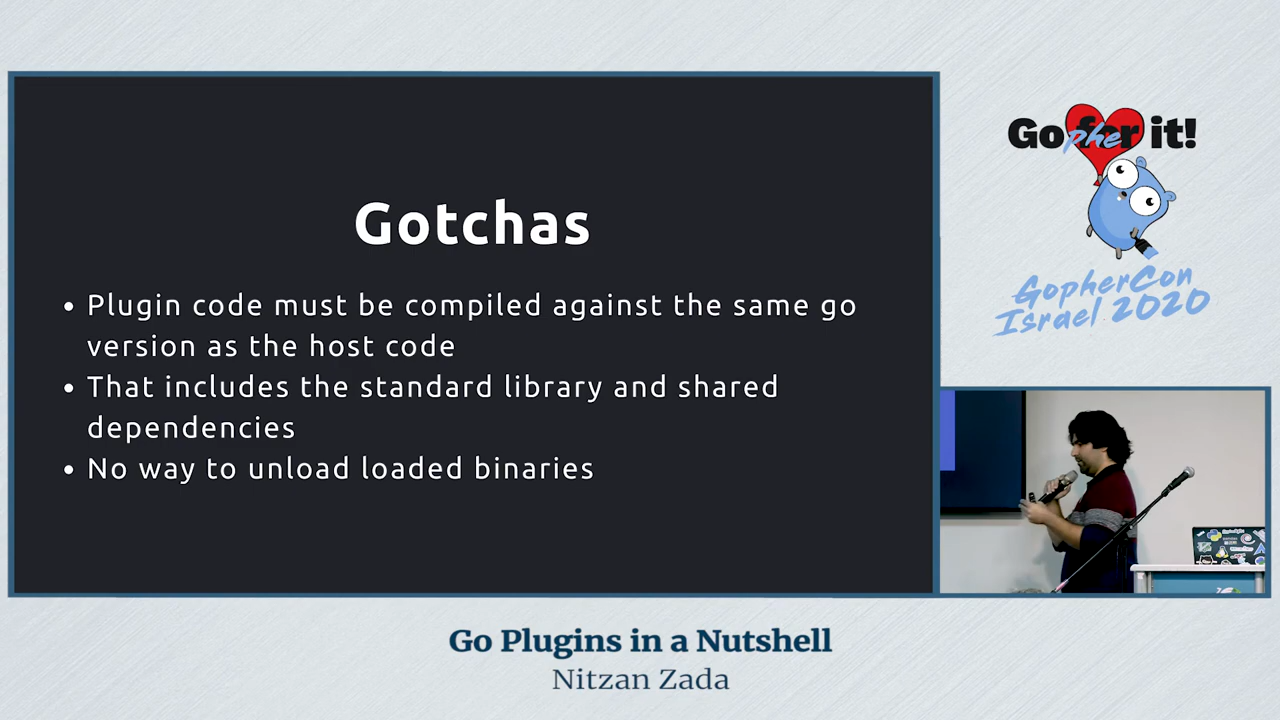 Gotchas
• Plugin code must be compiled against the same go
version as the host code
• That includes the standard library and shared
dependencies
• No way to unload loaded binaries
Gopher it!
GopherCon
Israel 2020
Go Plugins in a Nutshell
Nitzan Zada